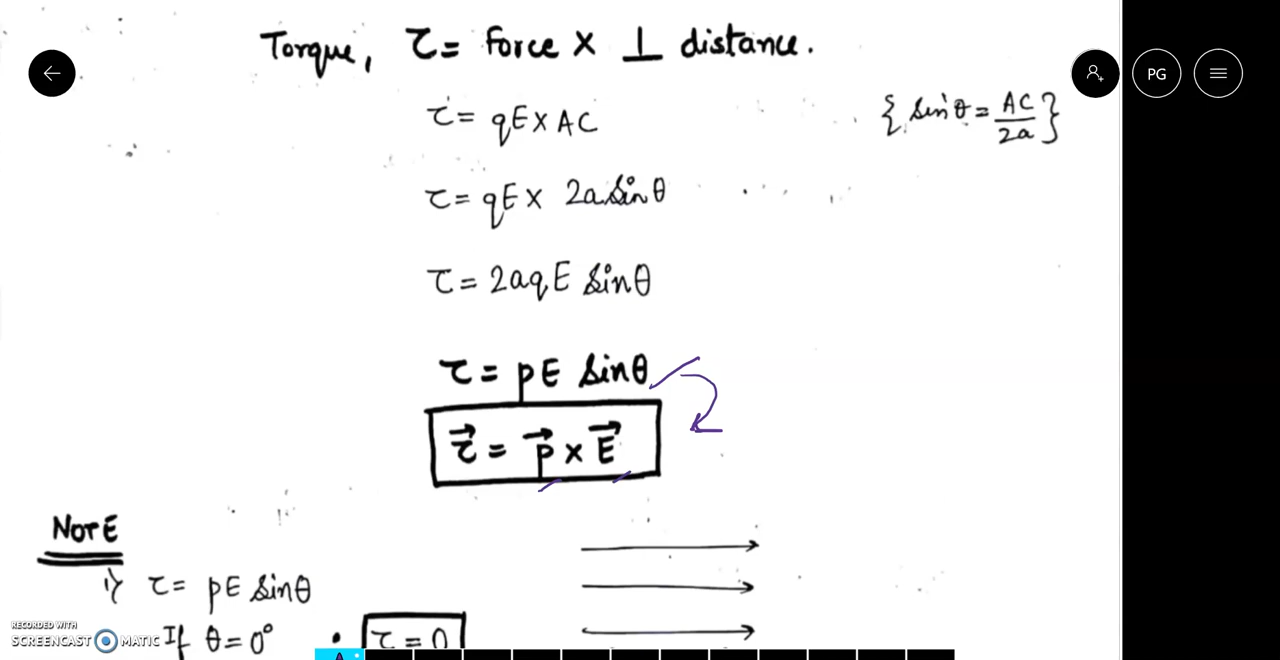 Torque, τ = Force × ⊥ distance.
PG
τ = qE × AC
{ sinθ = AC/2a }
τ = qE × 2a sinθ
τ = 2aqE sinθ
τ = pE sinθ
τ⃗ = p⃗ × E⃗
NOTE
1) τ = pE sinθ
If θ = 0° τ = 0
RECORDED WITH
SCREENCAST MATIC